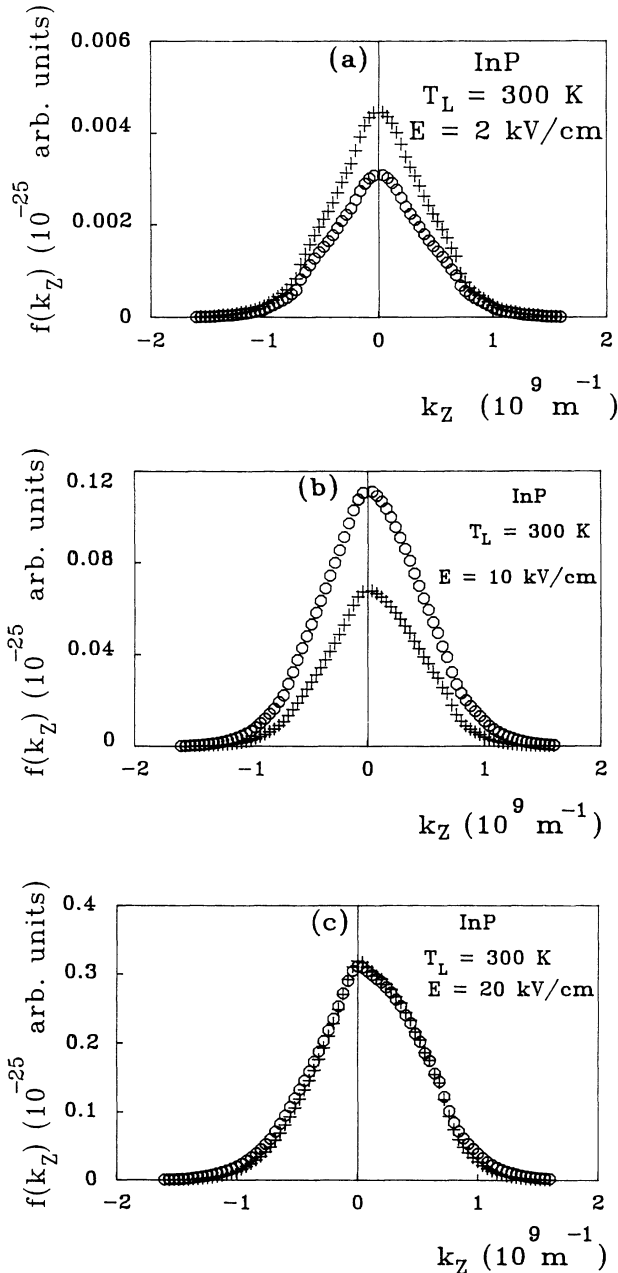 0.006
(a)
InP
T_L = 300 K
E = 2 kV/cm
0.004
0.002
0
f(k_Z) (10^-25 arb. units)
-2 -1 0 1 2
k_Z (10^9 m^-1)
0.12
(b)
InP
T_L = 300 K
E = 10 kV/cm
0.08
0.04
0
f(k_Z) (10^-25 arb. units)
-2 -1 0 1 2
k_Z (10^9 m^-1)
0.4
(c)
InP
T_L = 300 K
E = 20 kV/cm
0.3
0.2
0.1
0
f(k_Z) (10^-25 arb. units)
-2 -1 0 1 2
k_Z (10^9 m^-1)